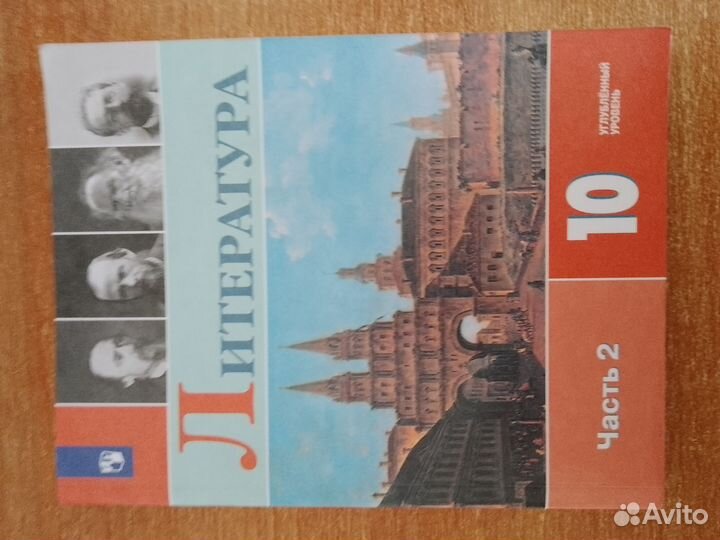 Литература
Часть 2
10
углублённый
уровень
Avito